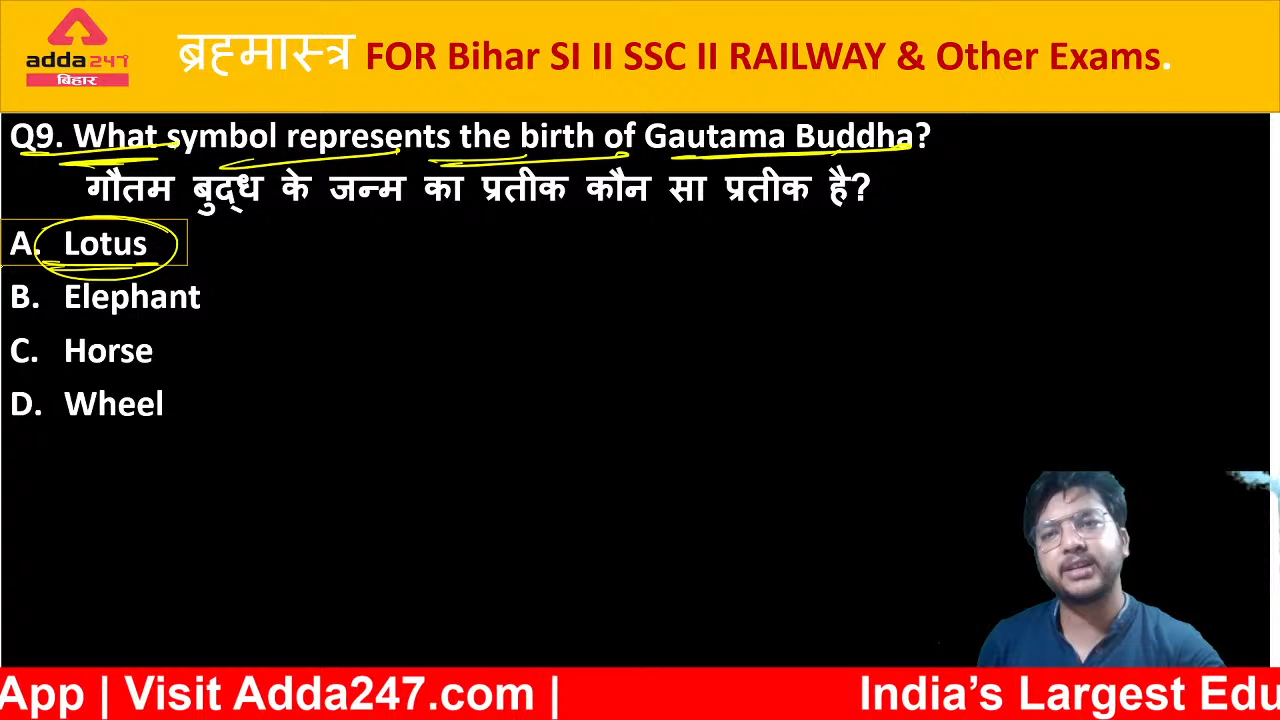 adda247
बिहार
ब्रह्मास्त्र FOR Bihar SI II SSC II RAILWAY & Other Exams.
Q9. What symbol represents the birth of Gautama Buddha?
गौतम बुद्ध के जन्म का प्रतीक कौन सा प्रतीक है?
A. Lotus
B. Elephant
C. Horse
D. Wheel
App | Visit Adda247.com | India's Largest Edu